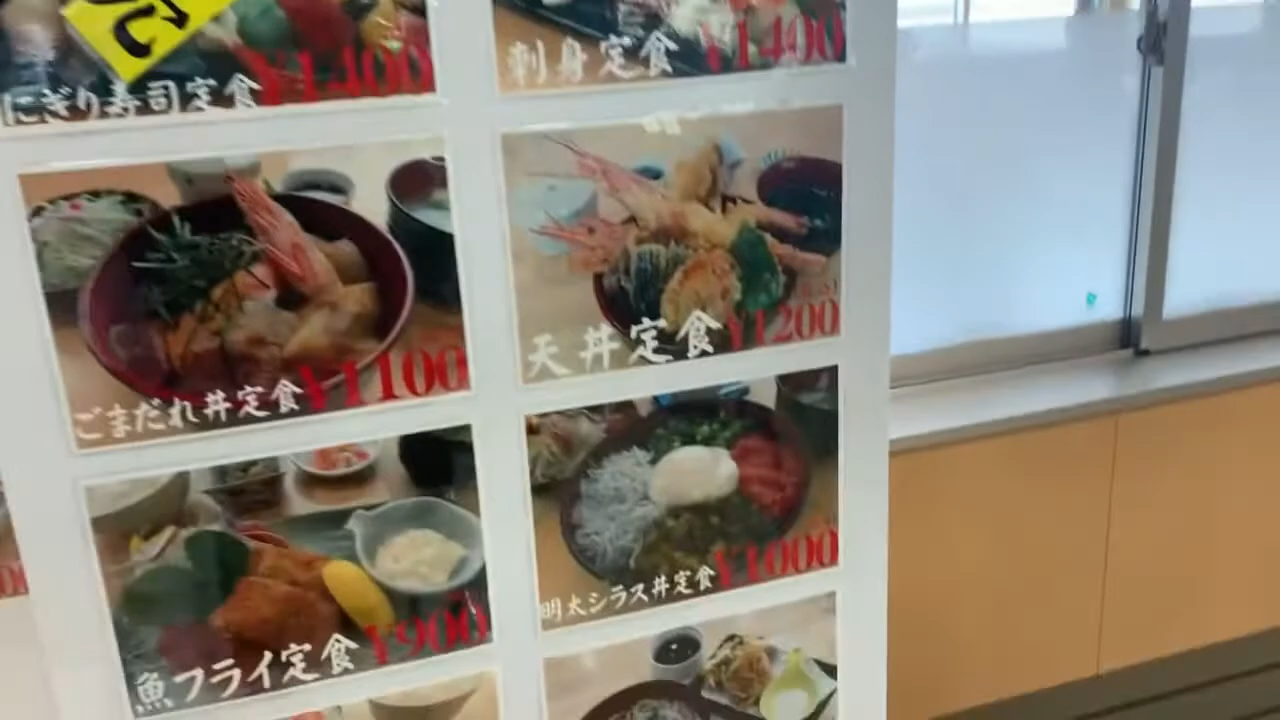 売
にぎり寿司定食 ¥1400
刺身定食 ¥1400
ごまだれ丼定食 ¥1100
天丼定食 ¥1200
魚フライ定食 ¥900
明太シラス丼定食 ¥1000